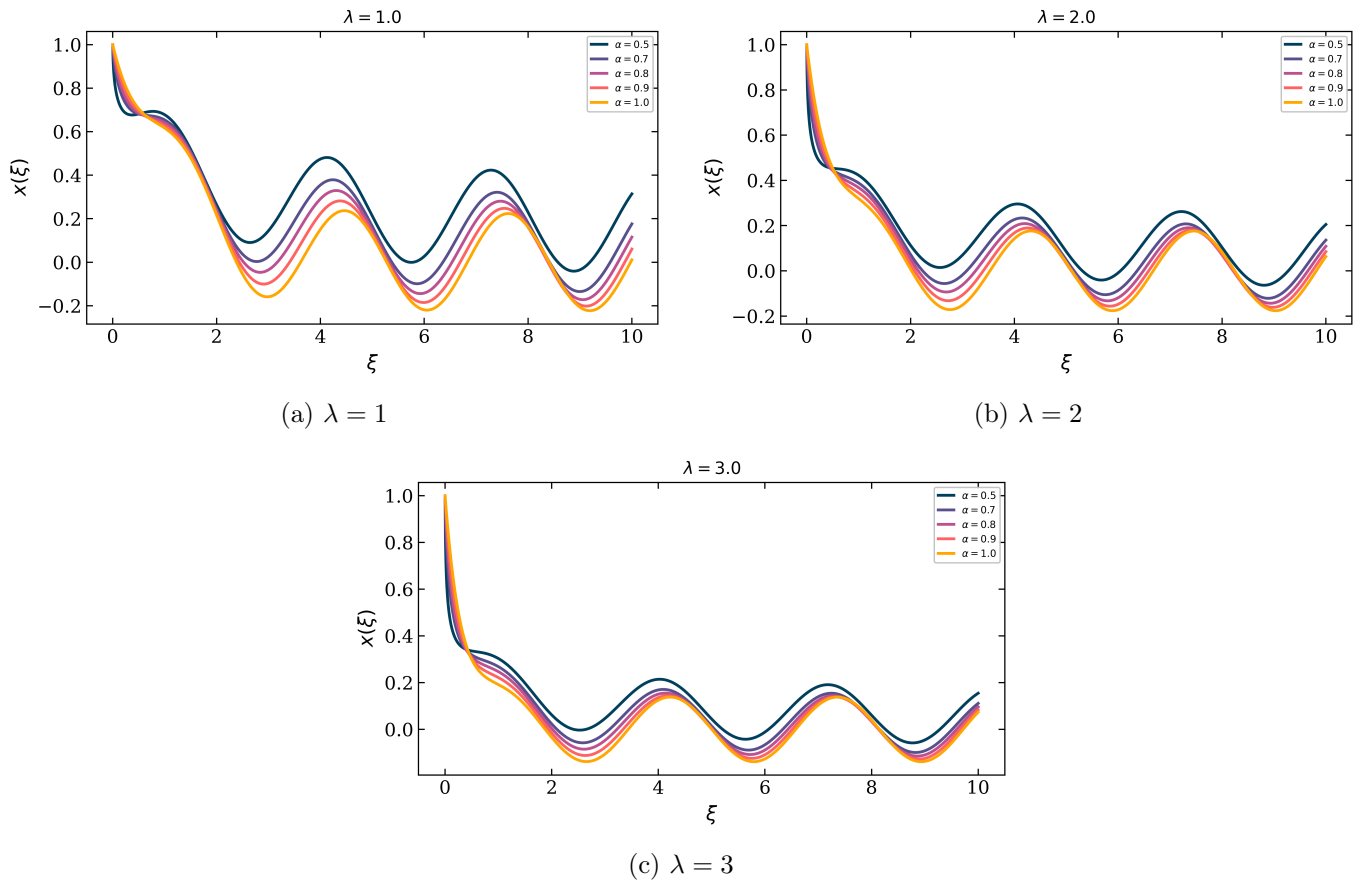 λ = 1.0
1.0
0.8
0.6
0.4
0.2
0.0
−0.2
x(ξ)
0 2 4 6 8 10
ξ
α = 0.5
α = 0.7
α = 0.8
α = 0.9
α = 1.0
(a) λ = 1
λ = 2.0
1.0
0.8
0.6
0.4
0.2
0.0
−0.2
x(ξ)
0 2 4 6 8 10
ξ
α = 0.5
α = 0.7
α = 0.8
α = 0.9
α = 1.0
(b) λ = 2
λ = 3.0
1.0
0.8
0.6
0.4
0.2
0.0
x(ξ)
0 2 4 6 8 10
ξ
α = 0.5
α = 0.7
α = 0.8
α = 0.9
α = 1.0
(c) λ = 3